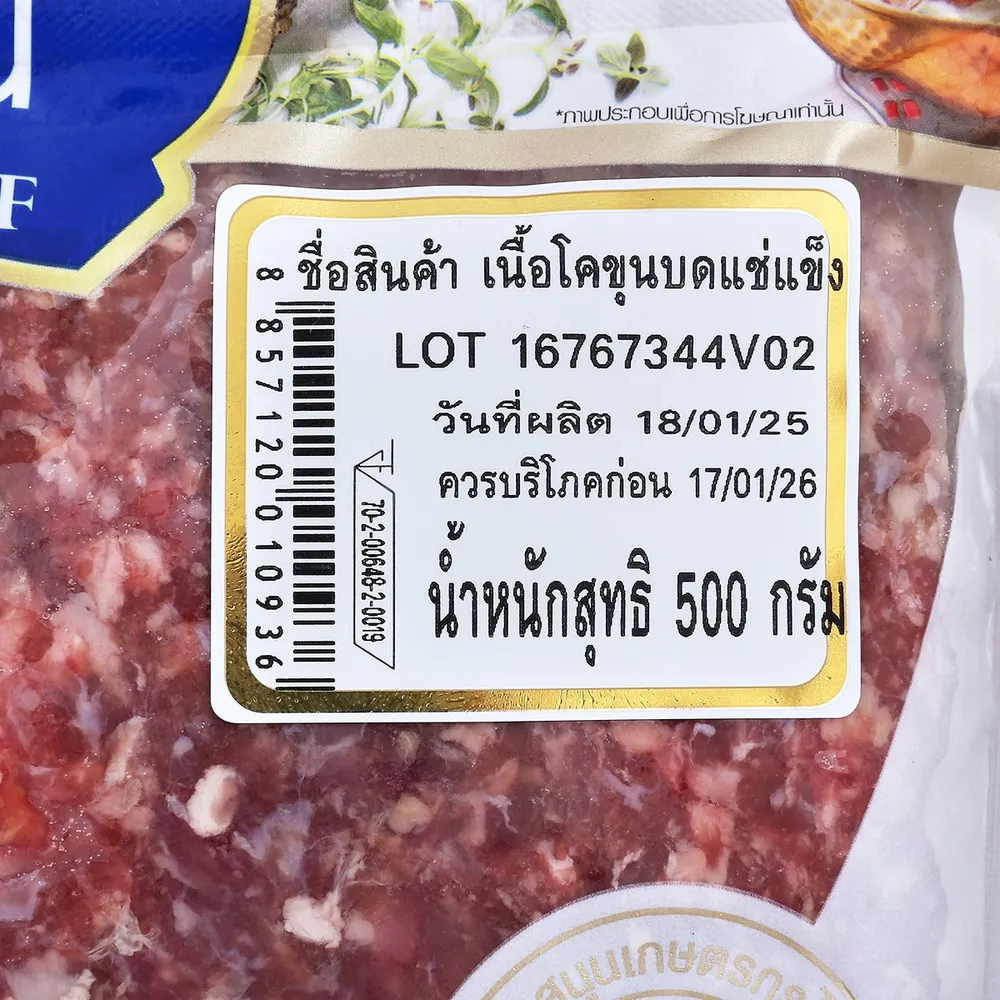 F
*ภาพประกอบเพื่อการโฆษณาเท่านั้น
ชื่อสินค้า เนื้อโคขุนบดแช่แข็ง
LOT 16767344V02
วันที่ผลิต 18/01/25
ควรบริโภคก่อน 17/01/26
น้ำหนักสุทธิ 500 กรัม
8 857120 010936
70-2-00648-2-0019